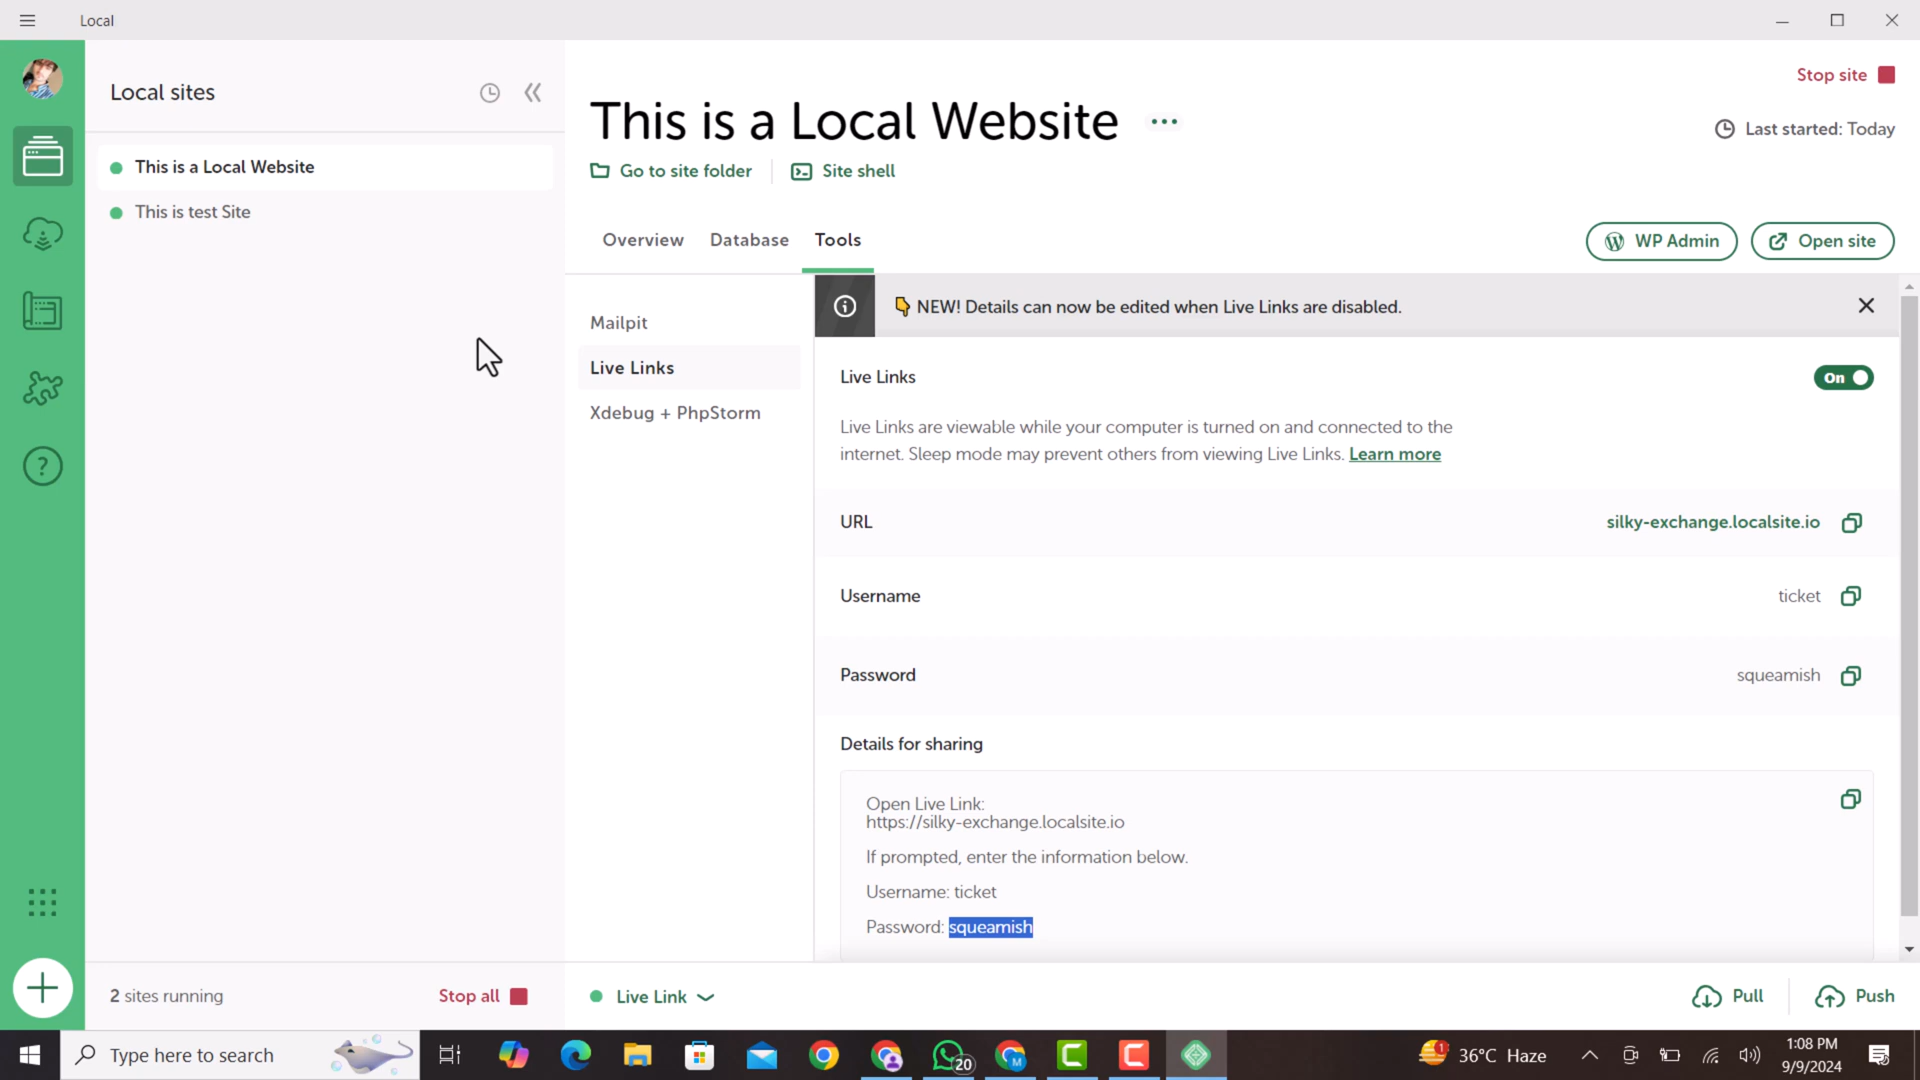 Local
Local sites
This is a Local Website
This is test Site
2 sites running
Stop all
This is a Local Website
Stop site
Last started: Today
Go to site folder
Site shell
Overview
Database
Tools
WP Admin
Open site
Mailpit
Live Links
Xdebug + PhpStorm
NEW! Details can now be edited when Live Links are disabled.
Live Links
On
Live Links are viewable while your computer is turned on and connected to the
internet. Sleep mode may prevent others from viewing Live Links. Learn more
URL
silky-exchange.localsite.io
Username
ticket
Password
squeamish
Details for sharing
Open Live Link:
https://silky-exchange.localsite.io
If prompted, enter the information below.
Username: ticket
Password: squeamish
Live Link
Pull
Push
Type here to search
20
M
1
36°C Haze
1:08 PM
9/9/2024